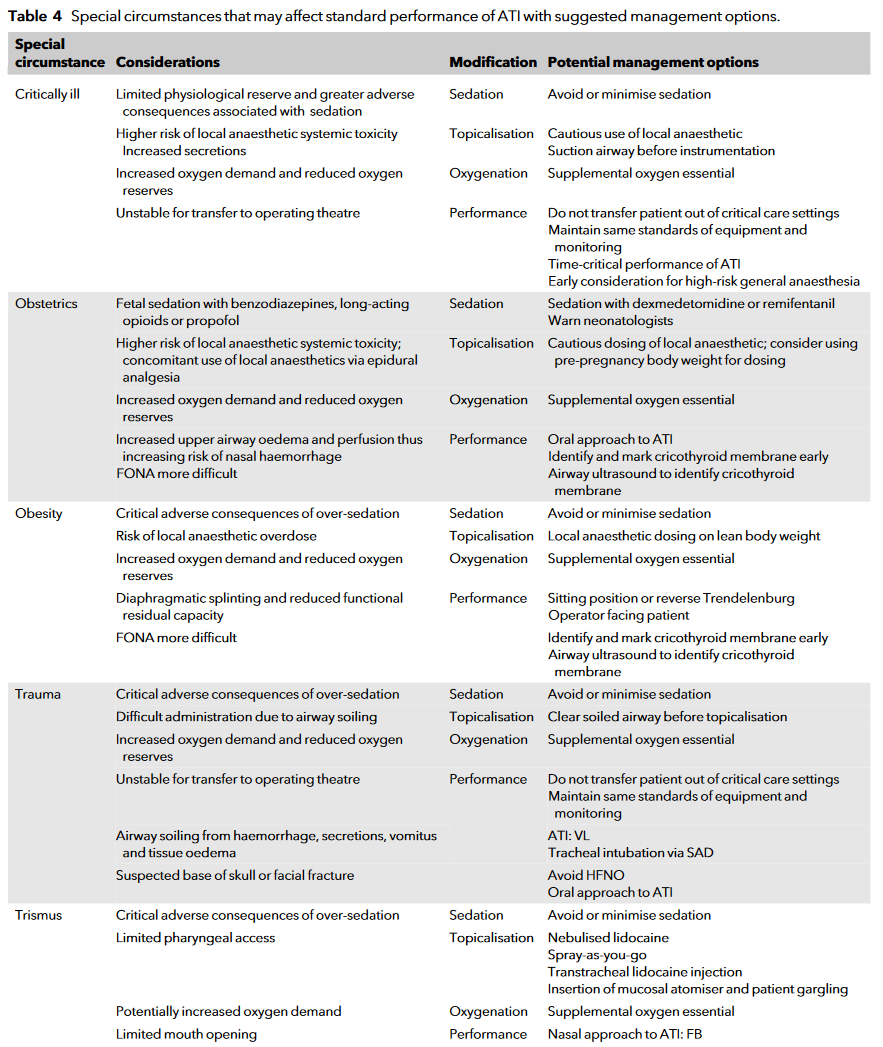 Table 4 Special circumstances that may affect standard performance of ATI with suggested management options.
Special
circumstance Considerations Modification Potential management options
Critically ill Limited physiological reserve and greater adverse Sedation Avoid or minimise sedation
consequences associated with sedation
Higher risk of local anaesthetic systemic toxicity Topicalisation Cautious use of local anaesthetic
Increased secretions Suction airway before instrumentation
Increased oxygen demand and reduced oxygen Oxygenation Supplemental oxygen essential
reserves
Unstable for transfer to operating theatre Performance Do not transfer patient out of critical care settings
Maintain same standards of equipment and
monitoring
Time-critical performance of ATI
Early consideration for high-risk general anaesthesia
Obstetrics Fetal sedation with benzodiazepines, long-acting Sedation Sedation with dexmedetomidine or remifentanil
opioids or propofol Warn neonatologists
Higher risk of local anaesthetic systemic toxicity; Topicalisation Cautious dosing of local anaesthetic; consider using
concomitant use of local anaesthetics via epidural pre-pregnancy body weight for dosing
analgesia
Increased oxygen demand and reduced oxygen Oxygenation Supplemental oxygen essential
reserves
Increased upper airway oedema and perfusion thus Performance Oral approach to ATI
increasing risk of nasal haemorrhage Identify and mark cricothyroid membrane early
FONA more difficult Airway ultrasound to identify cricothyroid
membrane
Obesity Critical adverse consequences of over-sedation Sedation Avoid or minimise sedation
Risk of local anaesthetic overdose Topicalisation Local anaesthetic dosing on lean body weight
Increased oxygen demand and reduced oxygen Oxygenation Supplemental oxygen essential
reserves
Diaphragmatic splinting and reduced functional Performance Sitting position or reverse Trendelenburg
residual capacity Operator facing patient
FONA more difficult Identify and mark cricothyroid membrane early
Airway ultrasound to identify cricothyroid
membrane
Trauma Critical adverse consequences of over-sedation Sedation Avoid or minimise sedation
Difficult administration due to airway soiling Topicalisation Clear soiled airway before topicalisation
Increased oxygen demand and reduced oxygen Oxygenation Supplemental oxygen essential
reserves
Unstable for transfer to operating theatre Performance Do not transfer patient out of critical care settings
Maintain same standards of equipment and
monitoring
Airway soiling from haemorrhage, secretions, vomitus ATI: VL
and tissue oedema Tracheal intubation via SAD
Suspected base of skull or facial fracture Avoid HFNO
Oral approach to ATI
Trismus Critical adverse consequences of over-sedation Sedation Avoid or minimise sedation
Limited pharyngeal access Topicalisation Nebulised lidocaine
Spray-as-you-go
Transtracheal lidocaine injection
Insertion of mucosal atomiser and patient gargling
Potentially increased oxygen demand Oxygenation Supplemental oxygen essential
Limited mouth opening Performance Nasal approach to ATI: FB